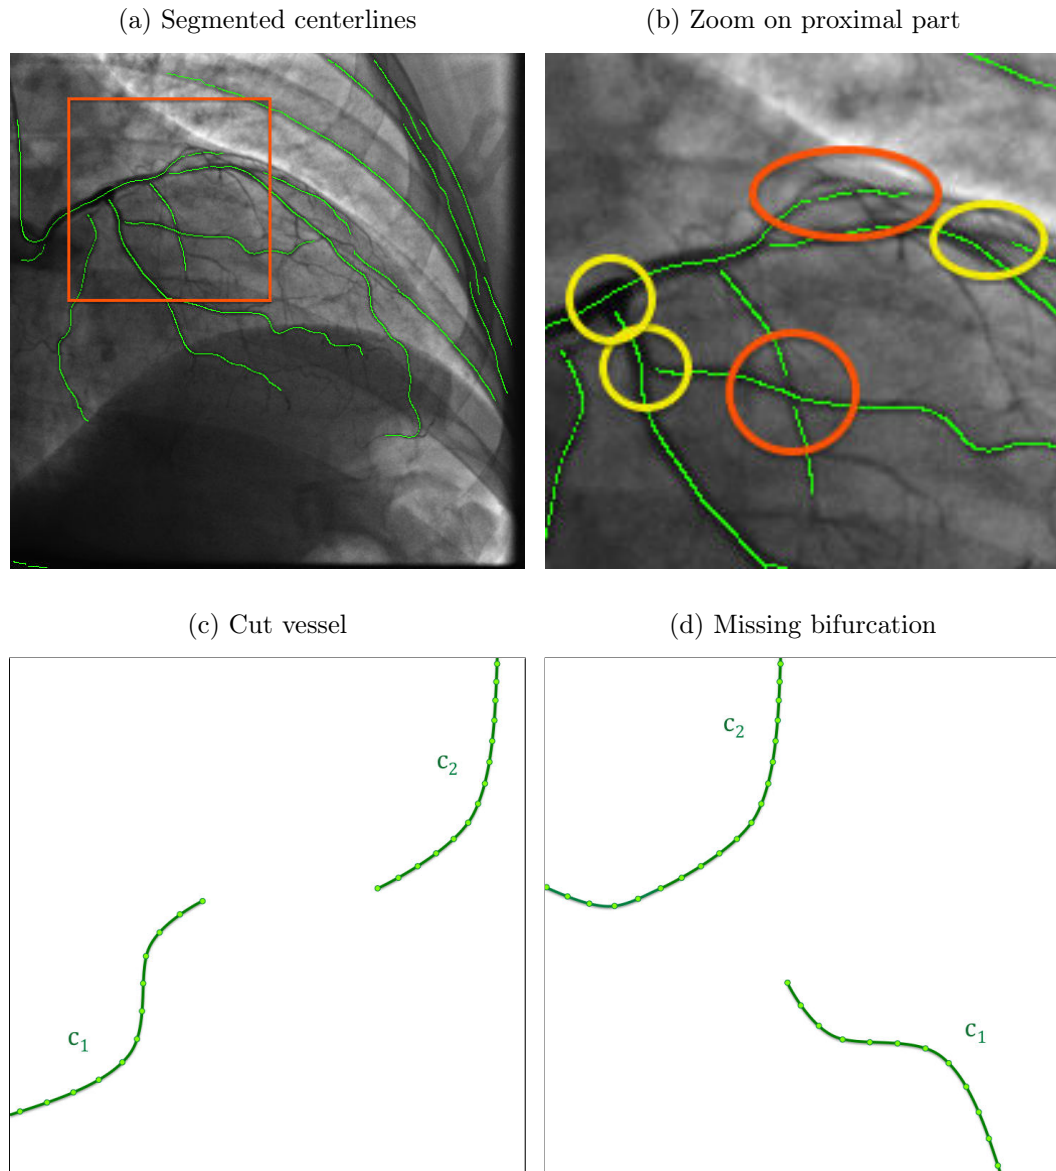 (a) Segmented centerlines
(b) Zoom on proximal part
(c) Cut vessel
(d) Missing bifurcation
c2
c1
c2
c1